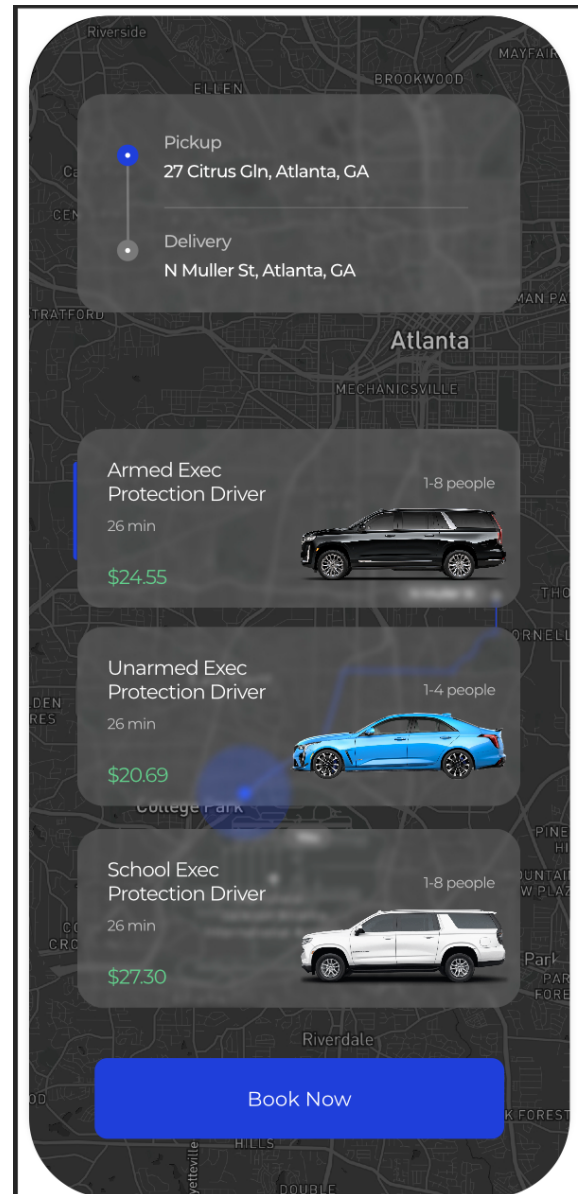 Riverside
MAYFAIR
ELLEN
BROOKWOOD
Pickup
27 Citrus Gln, Atlanta, GA
Delivery
N Muller St, Atlanta, GA
STRATFORD
Atlanta
MECHANICSVILLE
Armed Exec
Protection Driver
1-8 people
26 min
$24.55
Unarmed Exec
Protection Driver
1-4 people
26 min
$20.69
College Park
School Exec
Protection Driver
1-8 people
26 min
$27.30
Park
Riverdale
Book Now
K FOREST
HILLS
yetteville
DOUBLE